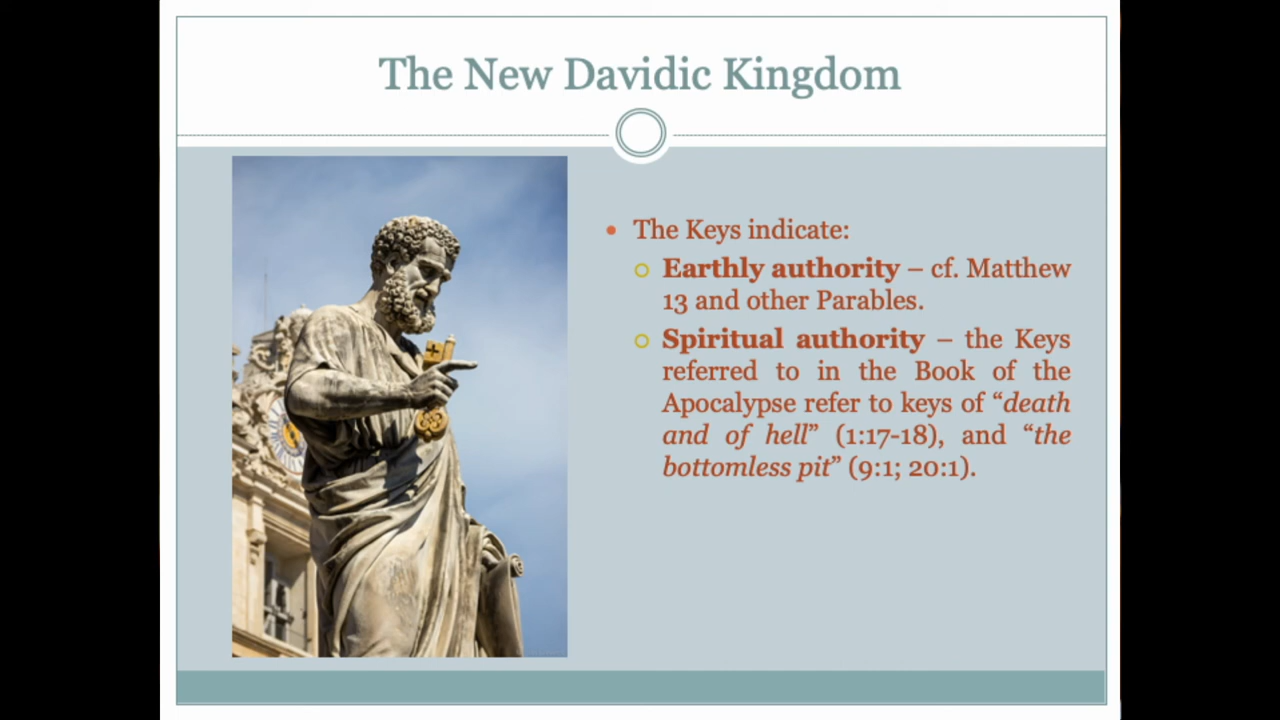 The New Davidic Kingdom
• The Keys indicate:
Earthly authority – cf. Matthew
13 and other Parables.
Spiritual authority – the Keys
referred to in the Book of the
Apocalypse refer to keys of “death
and of hell” (1:17-18), and “the
bottomless pit” (9:1; 20:1).